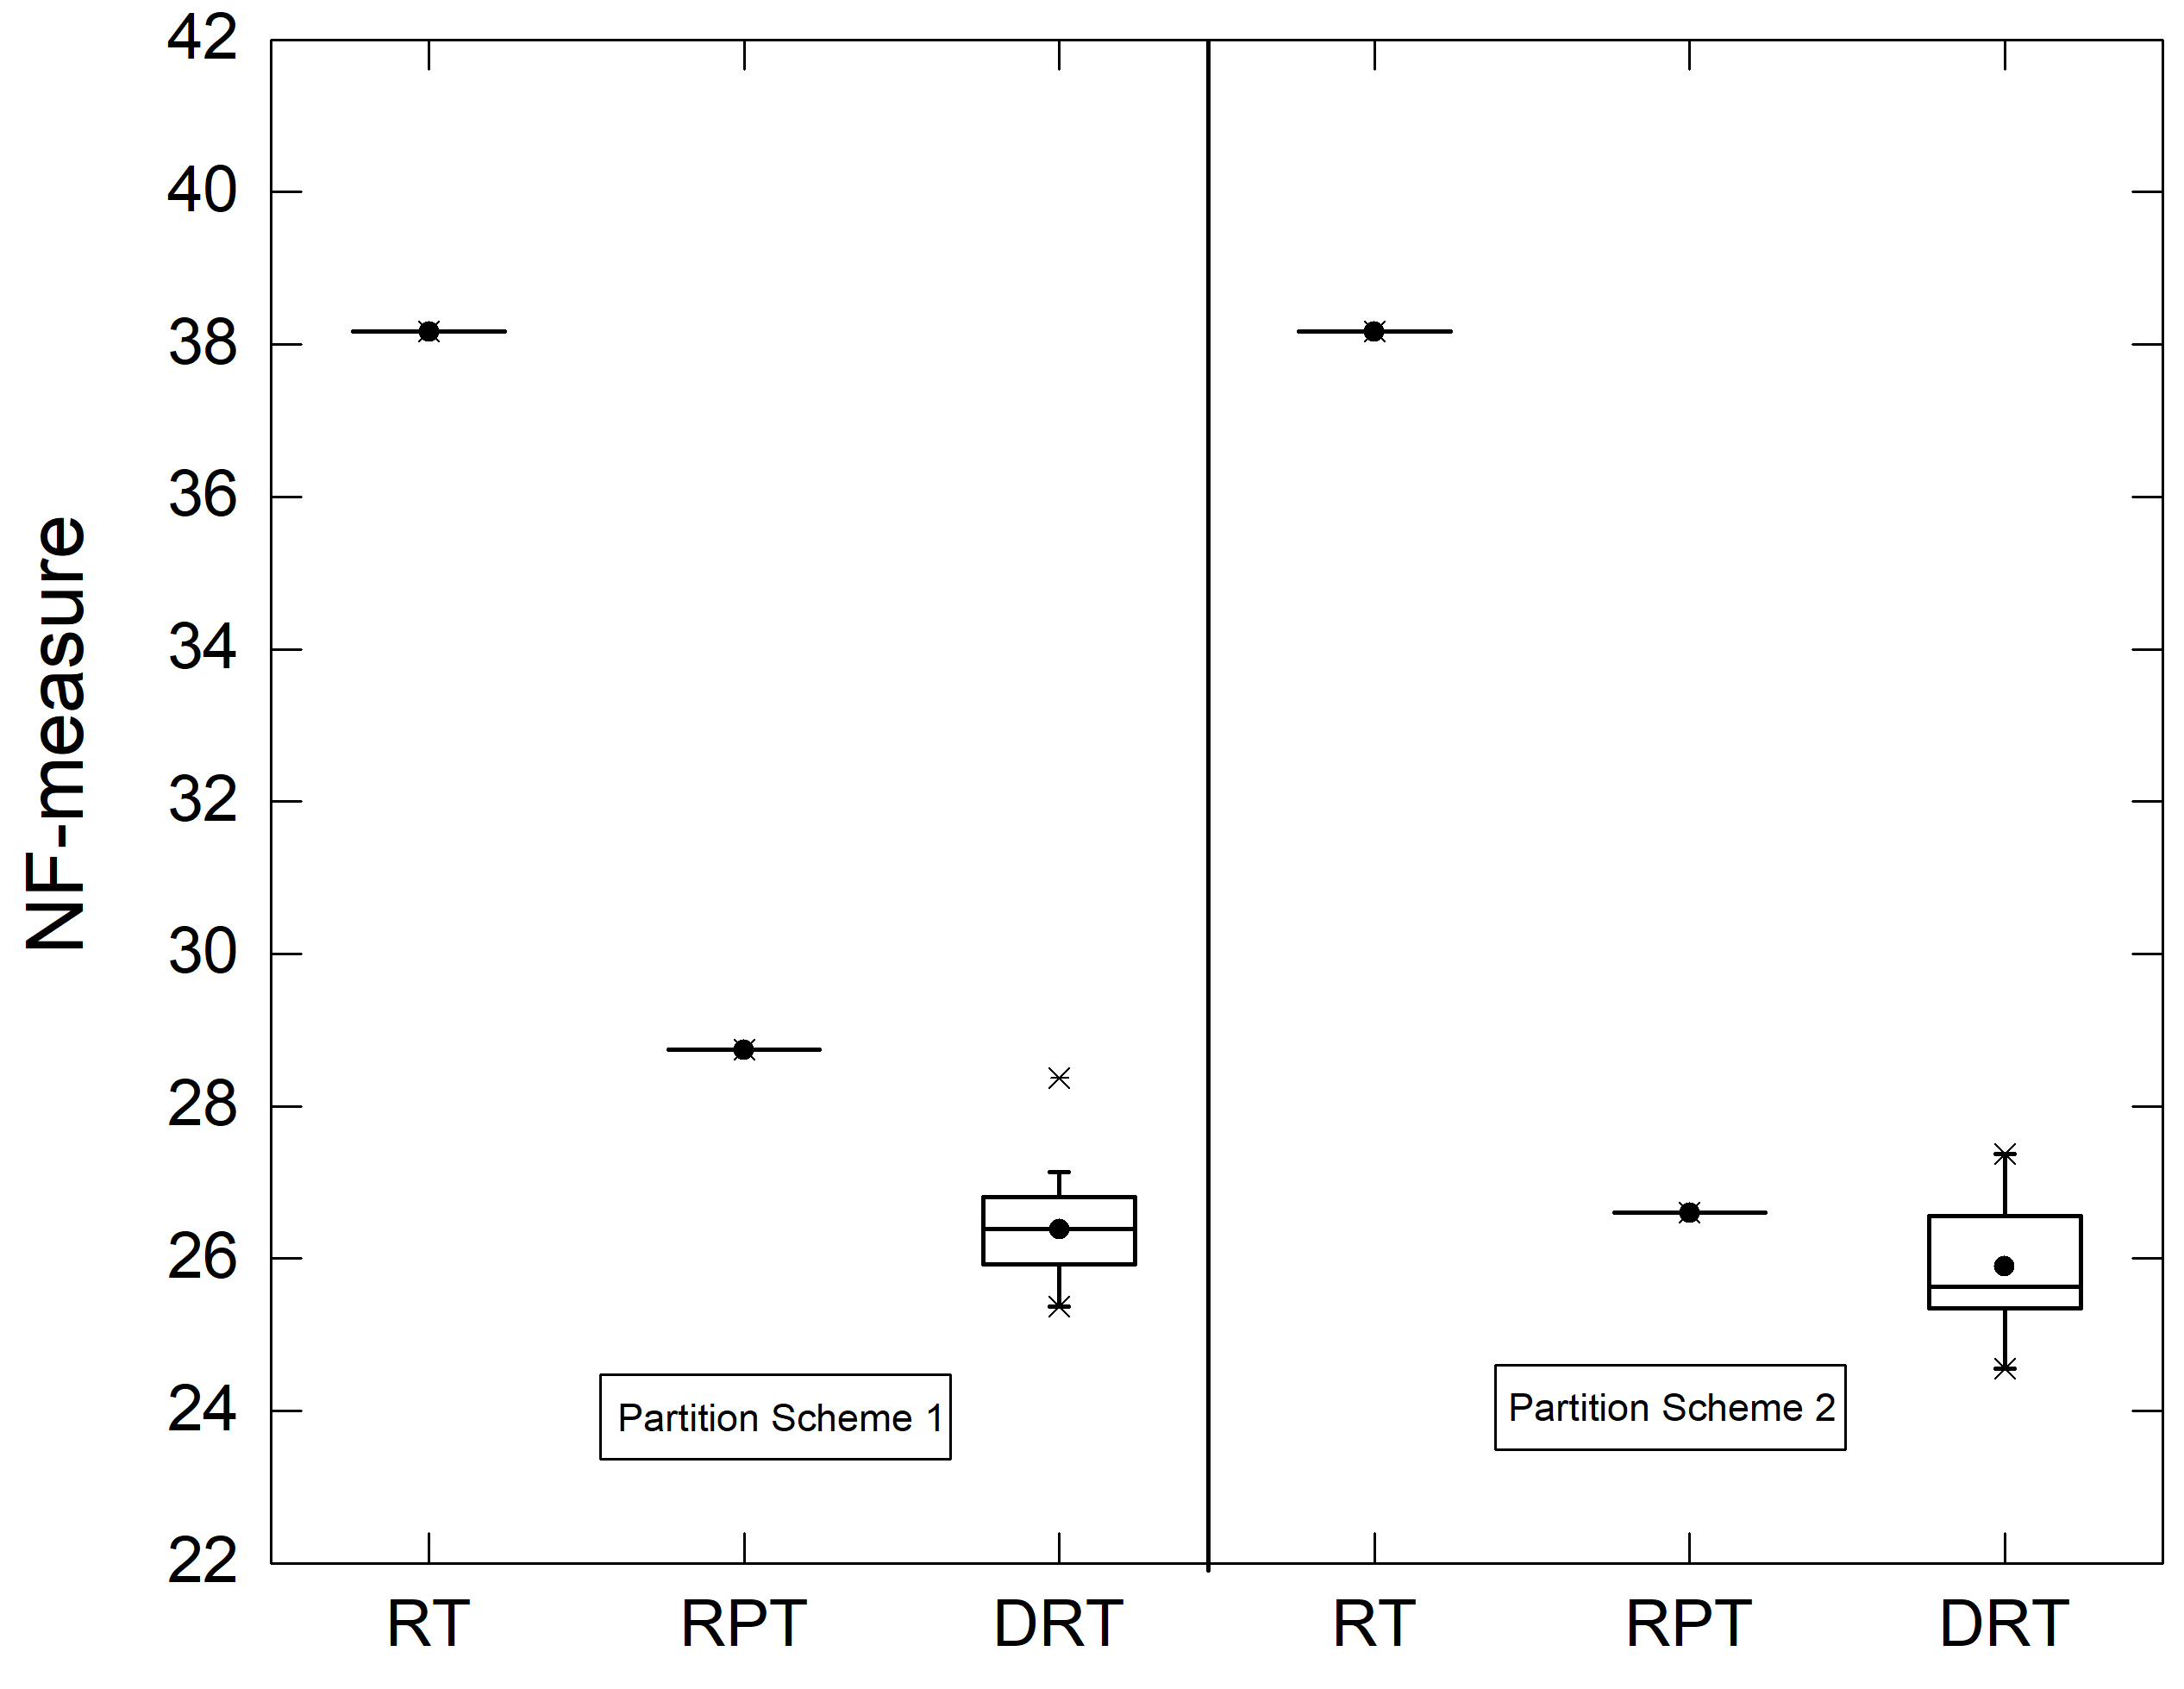 NF-measure
42
40
38
36
34
32
30
28
26
24
22
Partition Scheme 1
Partition Scheme 2
RT RPT DRT RT RPT DRT